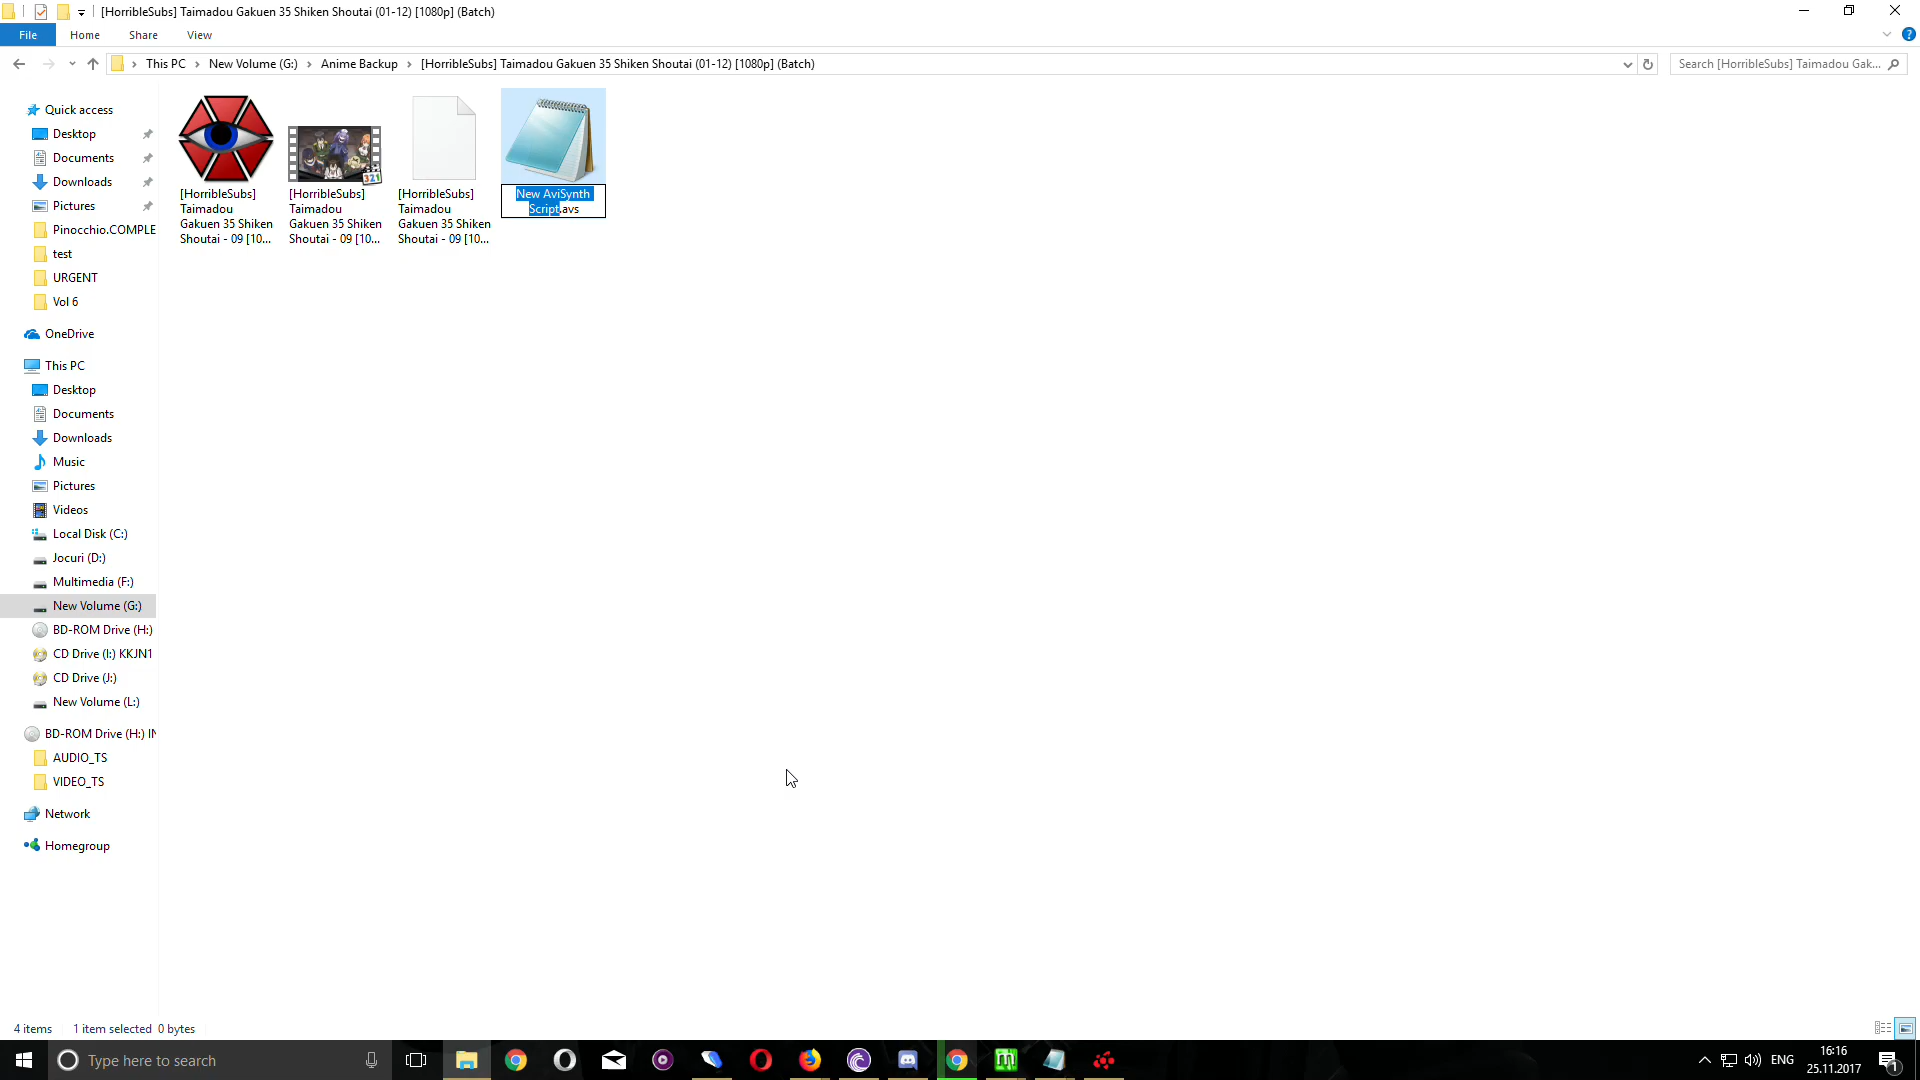 [HorribleSubs] Taimadou Gakuen 35 Shiken Shoutai (01-12) [1080p] (Batch)
File Home Share View
This PC New Volume (G:) Anime Backup [HorribleSubs] Taimadou Gakuen 35 Shiken Shoutai (01-12) [1080p] (Batch)
Search [HorribleSubs] Taimadou Gak...
Quick access
Desktop
Documents
Downloads
Pictures
Pinocchio.COMPLE
test
URGENT
Vol 6
OneDrive
This PC
Desktop
Documents
Downloads
Music
Pictures
Videos
Local Disk (C:)
Jocuri (D:)
Multimedia (F:)
New Volume (G:)
BD-ROM Drive (H:)
CD Drive (I:) KKJN1
CD Drive (J:)
New Volume (L:)
BD-ROM Drive (H:) IN
AUDIO_TS
VIDEO_TS
Network
Homegroup
[HorribleSubs]
Taimadou
Gakuen 35 Shiken
Shoutai - 09 [10...
[HorribleSubs]
Taimadou
Gakuen 35 Shiken
Shoutai - 09 [10...
321
[HorribleSubs]
Taimadou
Gakuen 35 Shiken
Shoutai - 09 [10...
New AviSynth
Script.avs
4 items 1 item selected 0 bytes
Type here to search
ENG
16:16
25.11.2017
1